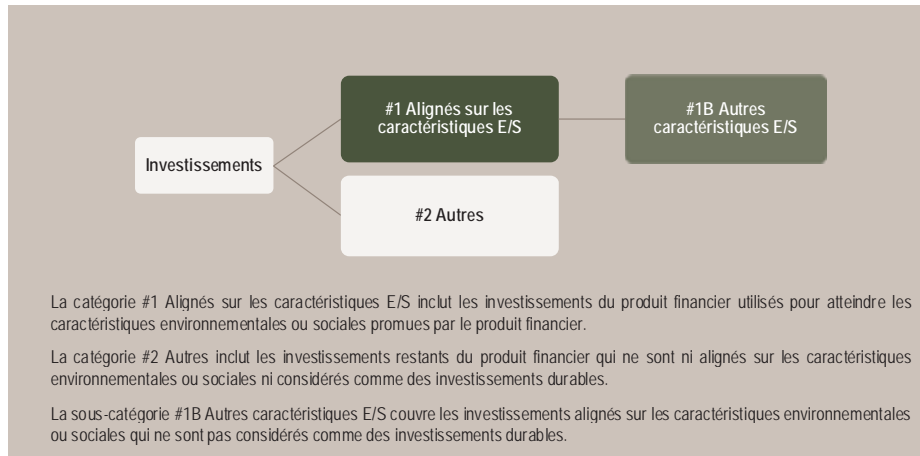 #1 Alignés sur les
caractéristiques E/S
#1B Autres
caractéristiques E/S
Investissements
#2 Autres
La catégorie #1 Alignés sur les caractéristiques E/S inclut les investissements du produit financier utilisés pour atteindre les
caractéristiques environnementales ou sociales promues par le produit financier.
La catégorie #2 Autres inclut les investissements restants du produit financier qui ne sont ni alignés sur les caractéristiques
environnementales ou sociales ni considérés comme des investissements durables.
La sous-catégorie #1B Autres caractéristiques E/S couvre les investissements alignés sur les caractéristiques environnementales
ou sociales qui ne sont pas considérés comme des investissements durables.